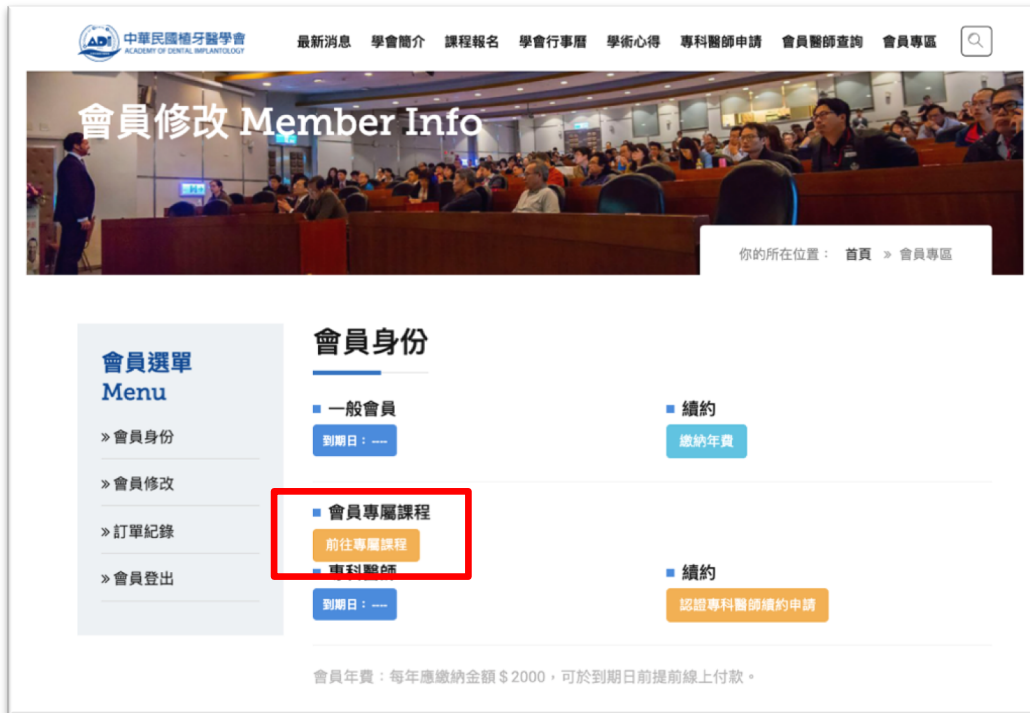 中華民國植牙醫學會
ACADEMY OF DENTAL IMPLANTOLOGY
ADI
最新消息 學會簡介 課程報名 學會行事曆 學術心得 專科醫師申請 會員醫師查詢 會員專區
會員修改 Member Info
你的所在位置： 首頁 » 會員專區
會員選單
Menu
» 會員身份
» 會員修改
» 訂單紀錄
» 會員登出
會員身份
一般會員
到期日：----
續約
繳納年費
會員專屬課程
前往專屬課程
專科醫師
到期日：----
續約
認證專科醫師續約申請
會員年費：每年應繳納金額 $ 2000，可於到期日前提前線上付款。